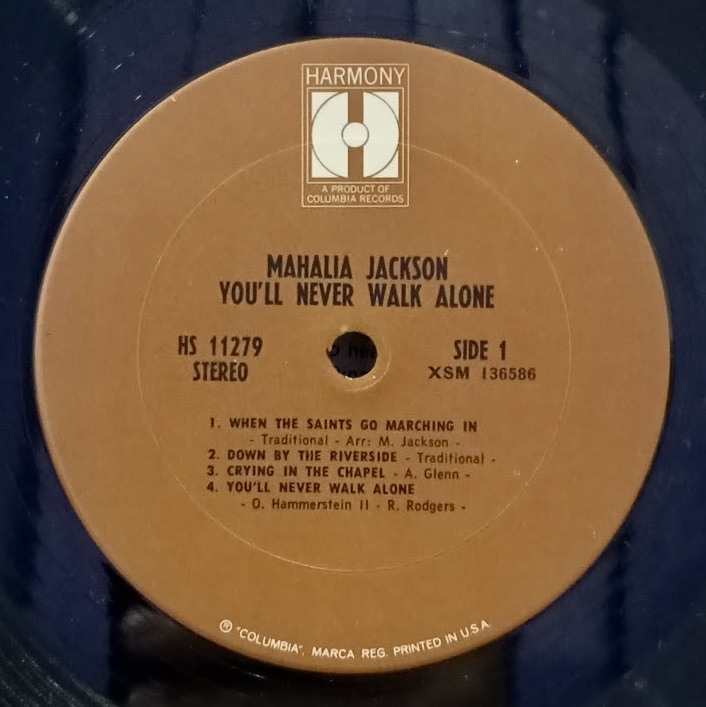 HARMONY
A PRODUCT OF
COLUMBIA RECORDS
MAHALIA JACKSON
YOU'LL NEVER WALK ALONE
HS 11279
STEREO
SIDE 1
XSM 136586
1. WHEN THE SAINTS GO MARCHING IN
- Traditional - Arr: M. Jackson -
2. DOWN BY THE RIVERSIDE - Traditional -
3. CRYING IN THE CHAPEL - A. Glenn -
4. YOU'LL NEVER WALK ALONE
- O. Hammerstein II - R. Rodgers -
® "COLUMBIA", MARCA REG. PRINTED IN U.S.A.